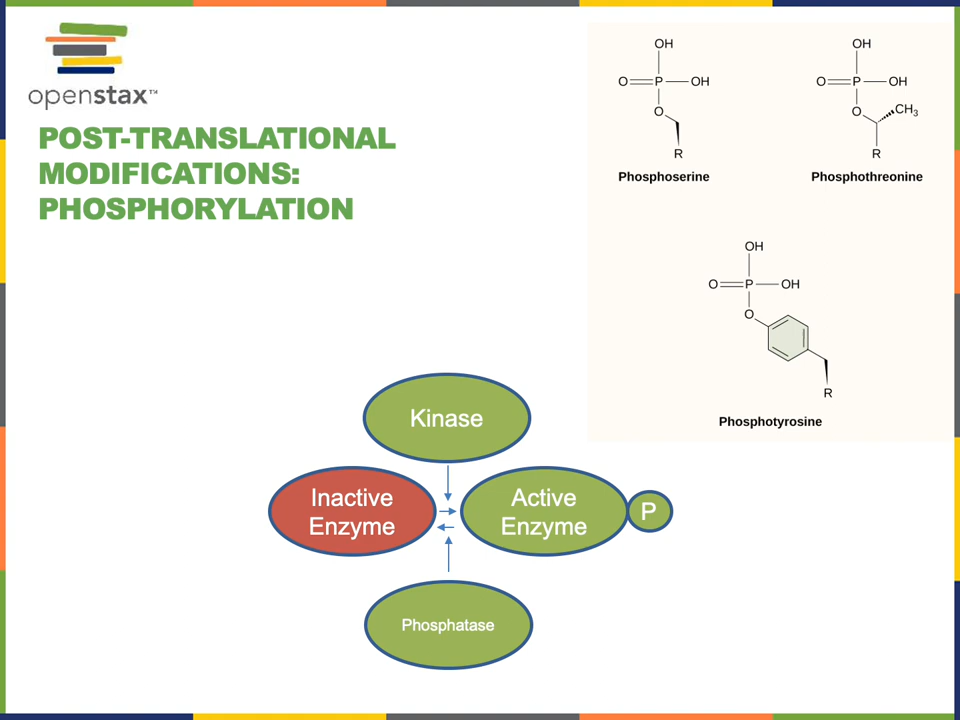 openstax™
POST-TRANSLATIONAL
MODIFICATIONS:
PHOSPHORYLATION
OH
O P OH
O
R
Phosphoserine
OH
O P OH
O CH3
R
Phosphothreonine
OH
O P OH
O
R
Phosphotyrosine
Kinase
Inactive
Enzyme
Active
Enzyme
P
Phosphatase